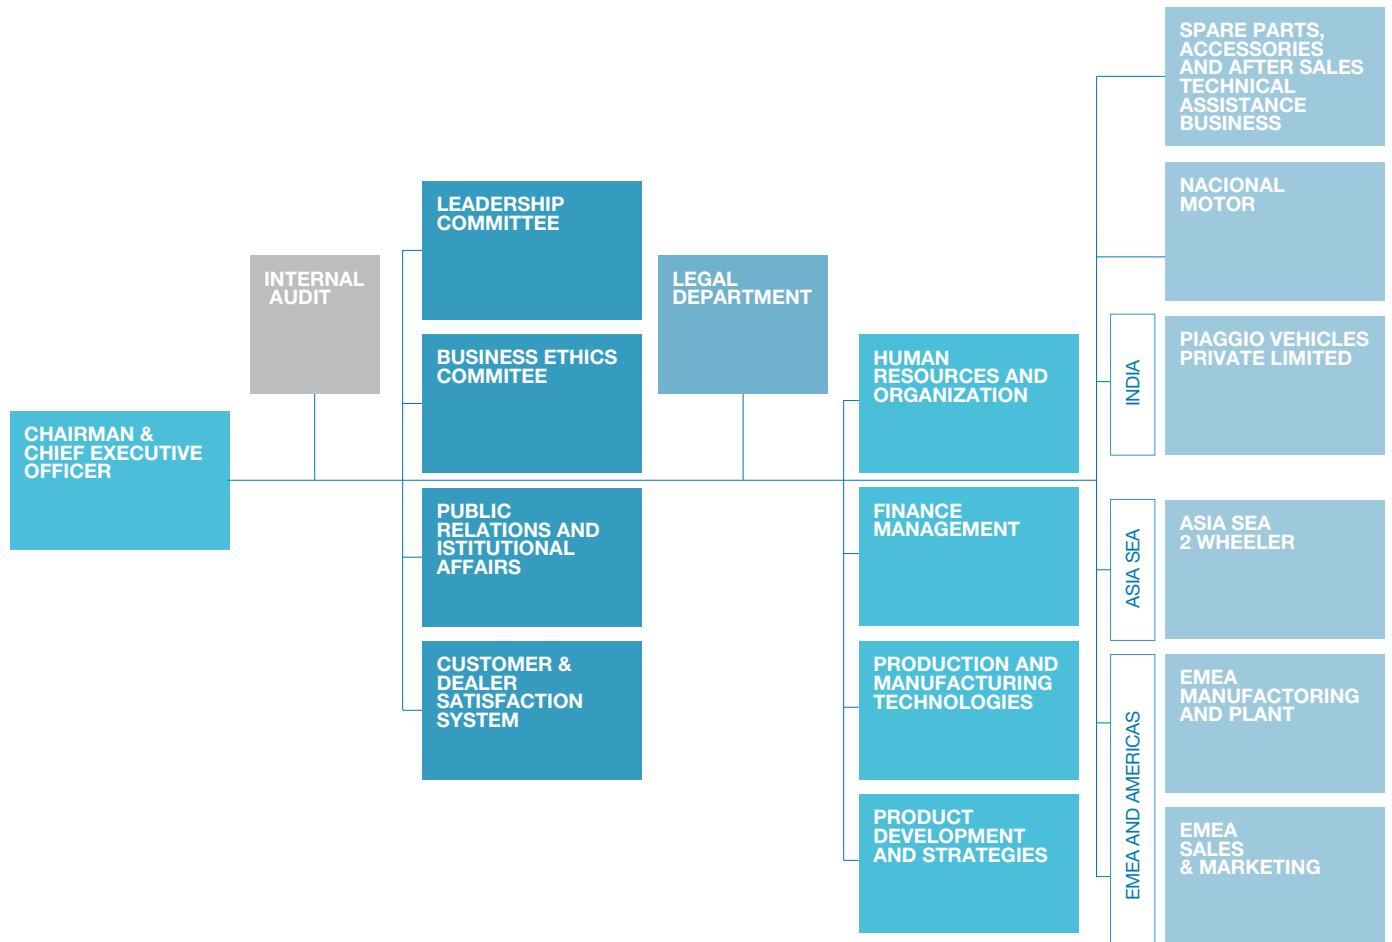 CHAIRMAN &
CHIEF EXECUTIVE
OFFICER
INTERNAL
AUDIT
LEADERSHIP
COMMITTEE
BUSINESS ETHICS
COMMITEE
PUBLIC
RELATIONS AND
ISTITUTIONAL
AFFAIRS
CUSTOMER &
DEALER
SATISFACTION
SYSTEM
LEGAL
DEPARTMENT
HUMAN
RESOURCES AND
ORGANIZATION
FINANCE
MANAGEMENT
PRODUCTION AND
MANUFACTURING
TECHNOLOGIES
PRODUCT
DEVELOPMENT
AND STRATEGIES
SPARE PARTS,
ACCESSORIES
AND AFTER SALES
TECHNICAL
ASSISTANCE
BUSINESS
NACIONAL
MOTOR
INDIA
PIAGGIO VEHICLES
PRIVATE LIMITED
ASIA SEA
ASIA SEA
2 WHEELER
EMEA AND AMERICAS
EMEA
MANUFACTORING
AND PLANT
EMEA
SALES
& MARKETING